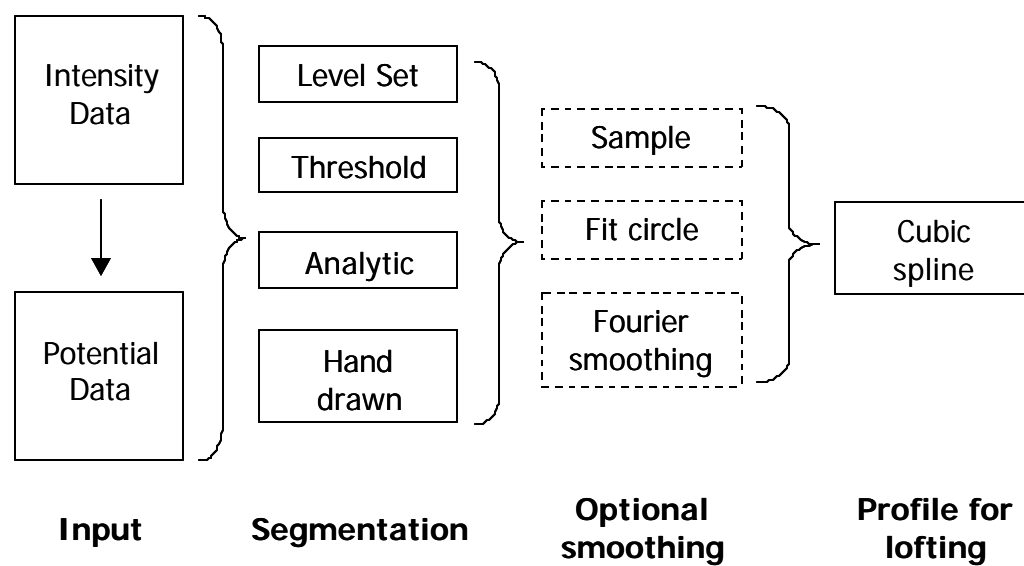 Intensity
Data
Potential
Data
Level Set
Threshold
Analytic
Hand
drawn
Sample
Fit circle
Fourier
smoothing
Cubic
spline
Input
Segmentation
Optional
smoothing
Profile for
lofting